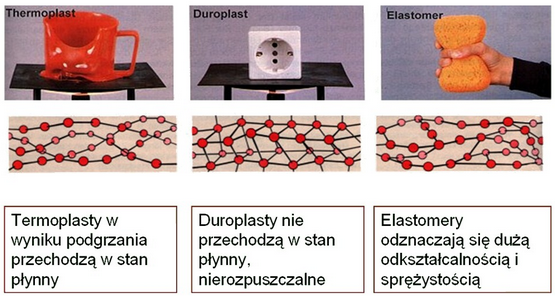 Thermoplast
Duroplast
Elastomer
Termoplasty w
wyniku podgrzania
przechodzą w stan
płynny
Duroplasty nie
przechodzą w stan
płynny,
nierozpuszczalne
Elastomery
odznaczają się dużą
odkształcalnością i
sprężystością